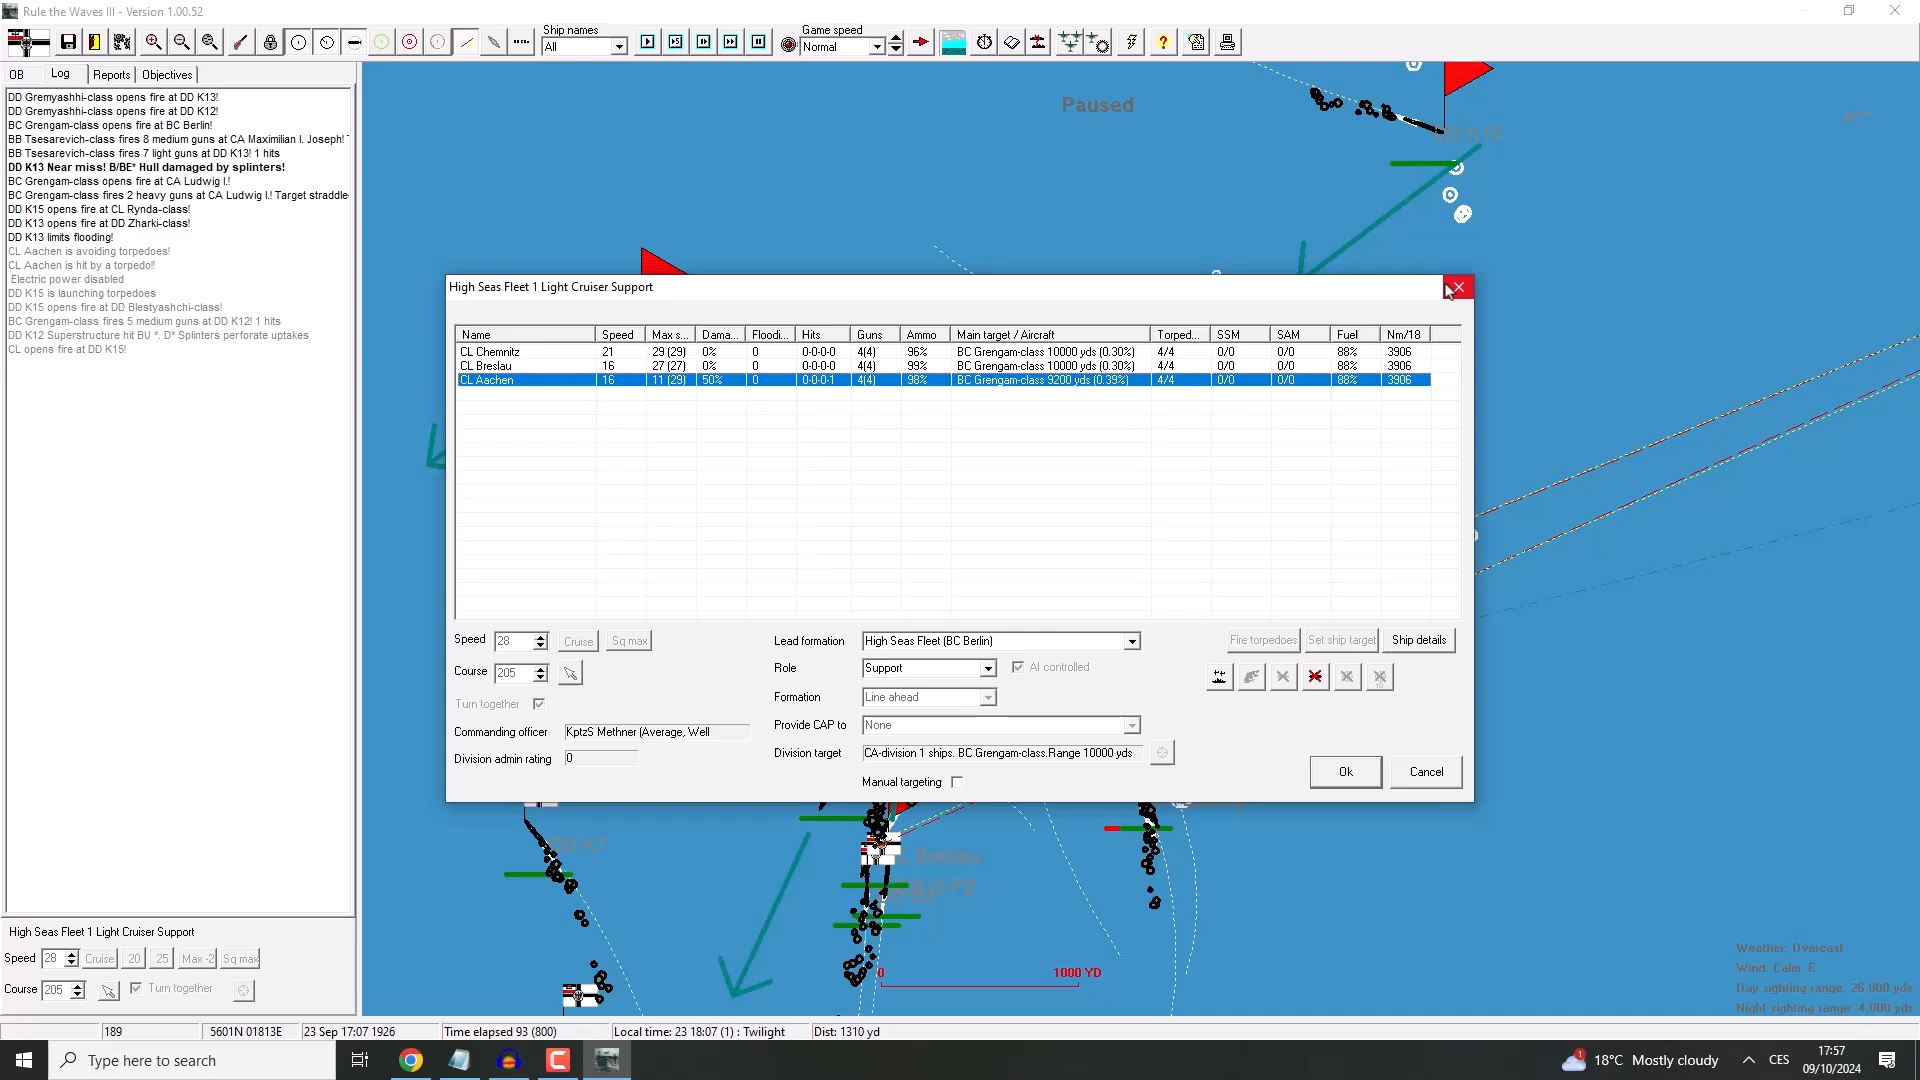 Rule the Waves III - Version 1.00.52
Ship names
All
Game speed
Normal
OB
Log
Reports
Objectives
Paused
DD Gremyashhi-class opens fire at DD K13!
DD Gremyashhi-class opens fire at DD K12!
BC Grengam-class opens fire at BC Berlin!
BB Tsesarevich-class fires 8 medium guns at CA Maximilian I. Joseph!
BB Tsesarevich-class fires 7 light guns at DD K13! 1 hits
DD K13 Near miss! B/BE* Hull damaged by splinters!
BC Grengam-class opens fire at CA Ludwig I.!
BC Grengam-class fires 2 heavy guns at CA Ludwig I.! Target straddle
DD K15 opens fire at CL Rynda-class!
DD K13 opens fire at DD Zharki-class!
DD K13 limits flooding!
CL Aachen is avoiding torpedoes!
CL Aachen is hit by a torpedo!!
Electric power disabled
DD K15 is launching torpedoes
DD K15 opens fire at DD Blestyashchi-class!
BC Grengam-class fires 5 medium guns at DD K12! 1 hits
DD K12 Superstructure hit BU *. D* Splinters perforate uptakes
CL opens fire at DD K15!
DD K15
High Seas Fleet 1 Light Cruiser Support
Name Speed Max s... Dama... Floodi... Hits Guns Ammo Main target / Aircraft Torped... SSM SAM Fuel Nm/18
CL Chemnitz 21 29 (29) 0% 0 0-0-0-0 4(4) 96% BC Grengam-class 10000 yds (0.30%) 4/4 0/0 0/0 88% 3906
CL Breslau 16 27 (27) 0% 0 0-0-0-0 4(4) 99% BC Grengam-class 10000 yds (0.30%) 4/4 0/0 0/0 88% 3906
CL Aachen 16 11 (29) 50% 0 0-0-0-1 4(4) 98% BC Grengam-class 9200 yds (0.39%) 4/4 0/0 0/0 88% 3906
Speed 28 Cruise Sq max
Course 205
Turn together
Commanding officer KptzS Methner (Average, Well
Division admin rating 0
Lead formation High Seas Fleet (BC Berlin)
Role Support AI controlled
Formation Line ahead
Provide CAP to None
Division target CA-division 1 ships. BC Grengam-class.Range 10000 yds
Manual targeting
Fire torpedoes Set ship target Ship details
Ok Cancel
DD K7
CL Breslau
0 1000 YD
Weather: Overcast
Wind: Calm E
Day sighting range: 26,000 yds
Night sighting range: 4,000 yds
High Seas Fleet 1 Light Cruiser Support
Speed 28 Cruise 20 25 Max -2 Sq max
Course 205 Turn together
189 5601N 01813E 23 Sep 17:07 1926 Time elapsed 93 (800) Local time: 23 18:07 (1) : Twilight Dist: 1310 yd
Type here to search
1
18°C Mostly cloudy
CES
17:57
09/10/2024